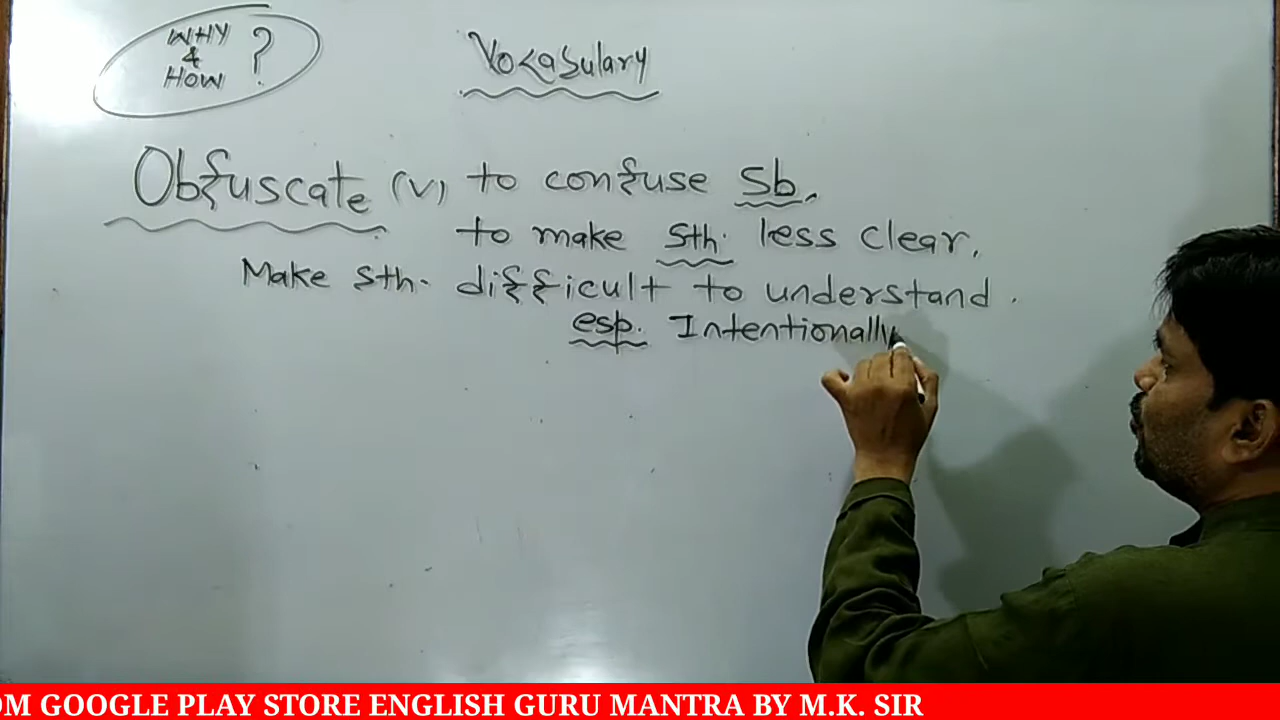 WHY
&
HOW ?
Vocabulary
Obfuscate (v) to confuse Sb.
to make Sth. less clear.
Make Sth. difficult to understand.
esp. Intentionally
OM GOOGLE PLAY STORE ENGLISH GURU MANTRA BY M.K. SIR